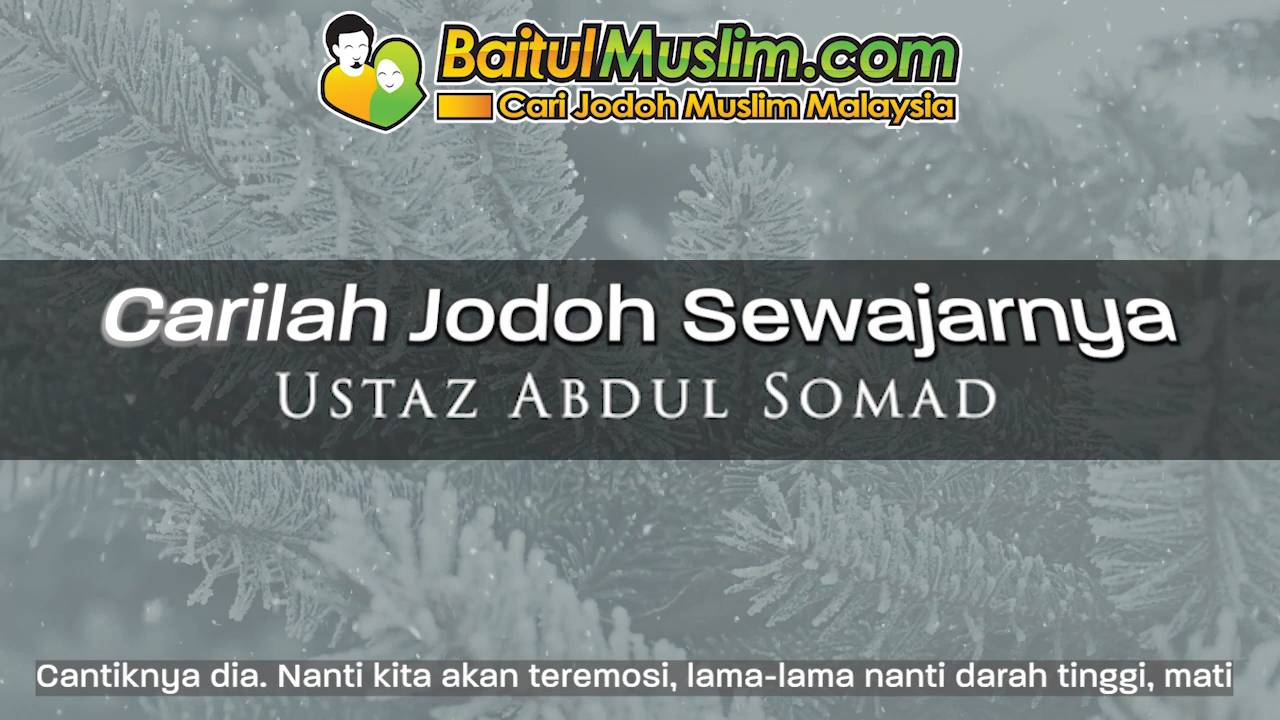 BaitulMuslim.com
Cari Jodoh Muslim Malaysia
Carilah Jodoh Sewajarnya
Ustaz Abdul Somad
Cantiknya dia. Nanti kita akan teremosi, lama-lama nanti darah tinggi, mati